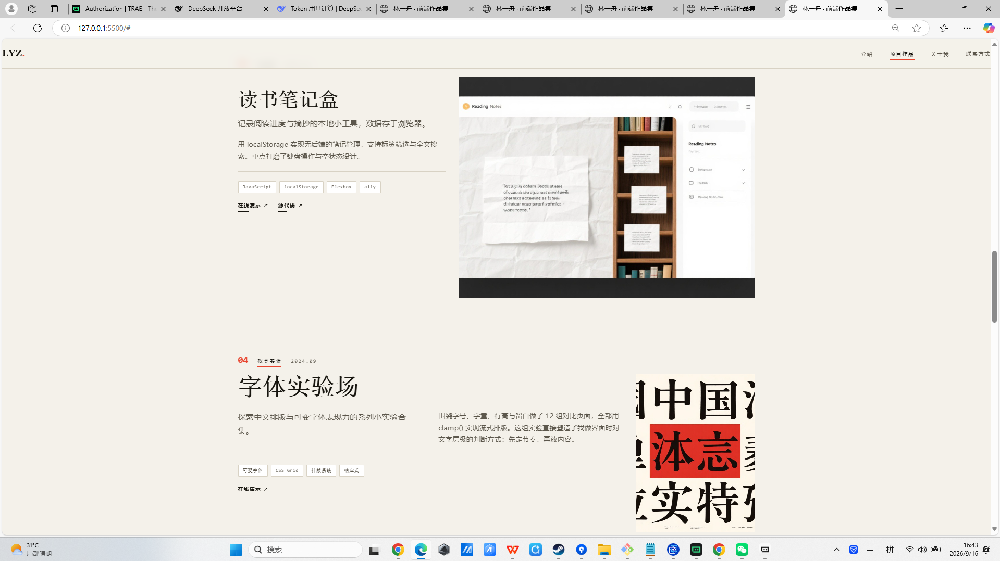 Authorization | TRAE - The
DeepSeek 开放平台
Token 用量计算 | DeepSee
林一舟 · 前端作品集
林一舟 · 前端作品集
林一舟 · 前端作品集
林一舟 · 前端作品集
林一舟 · 前端作品集
127.0.0.1:5500/#
LYZ.
介绍
项目作品
关于我
联系方式
读书笔记盒
记录阅读进度与摘抄的本地小工具，数据存于浏览器。
用 localStorage 实现无后端的笔记管理，支持标签筛选与全文搜
索。重点打磨了键盘操作与空状态设计。
JavaScript
localStorage
Flexbox
a11y
在线演示 ↗
源代码 ↗
Reading Notes
Reading Notes
04
视觉实验
2024.09
字体实验场
探索中文排版与可变字体表现力的系列小实验合
集。
围绕字号、字重、行高与留白做了 12 组对比页面，全部用
clamp() 实现流式排版。这组实验直接塑造了我做界面时对
文字层级的判断方式：先定节奏，再放内容。
可变字体
CSS Grid
排版系统
响应式
在线演示 ↗
中国
实特
31°C
局部晴朗
搜索
中
拼
16:43
2026/9/16